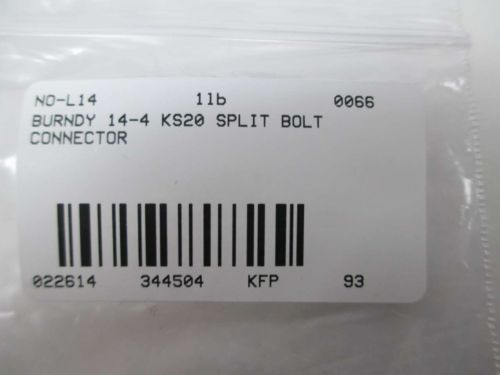 NO-L14 1lb 0066
BURNDY 14-4 KS20 SPLIT BOLT
CONNECTOR
022614 344504 KFP 93